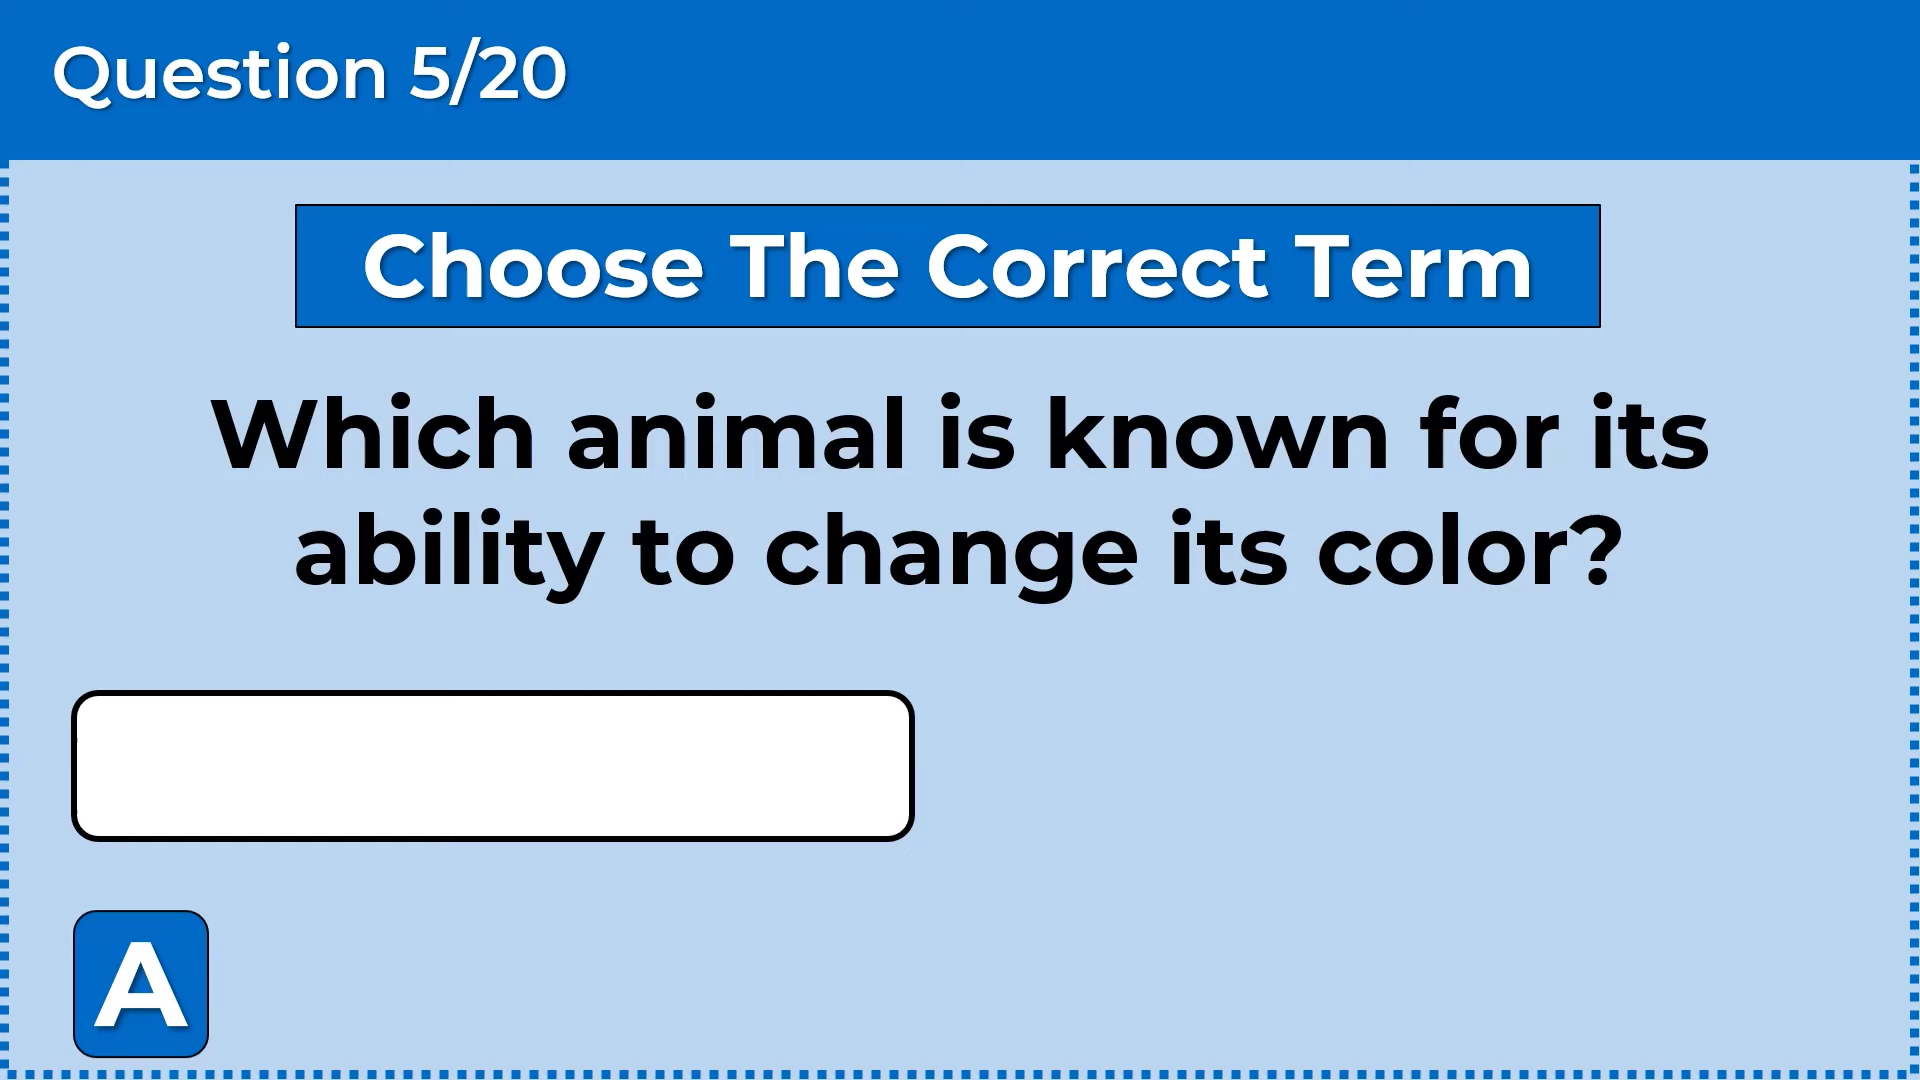 Question 5/20
Choose The Correct Term
Which animal is known for its
ability to change its color?
A